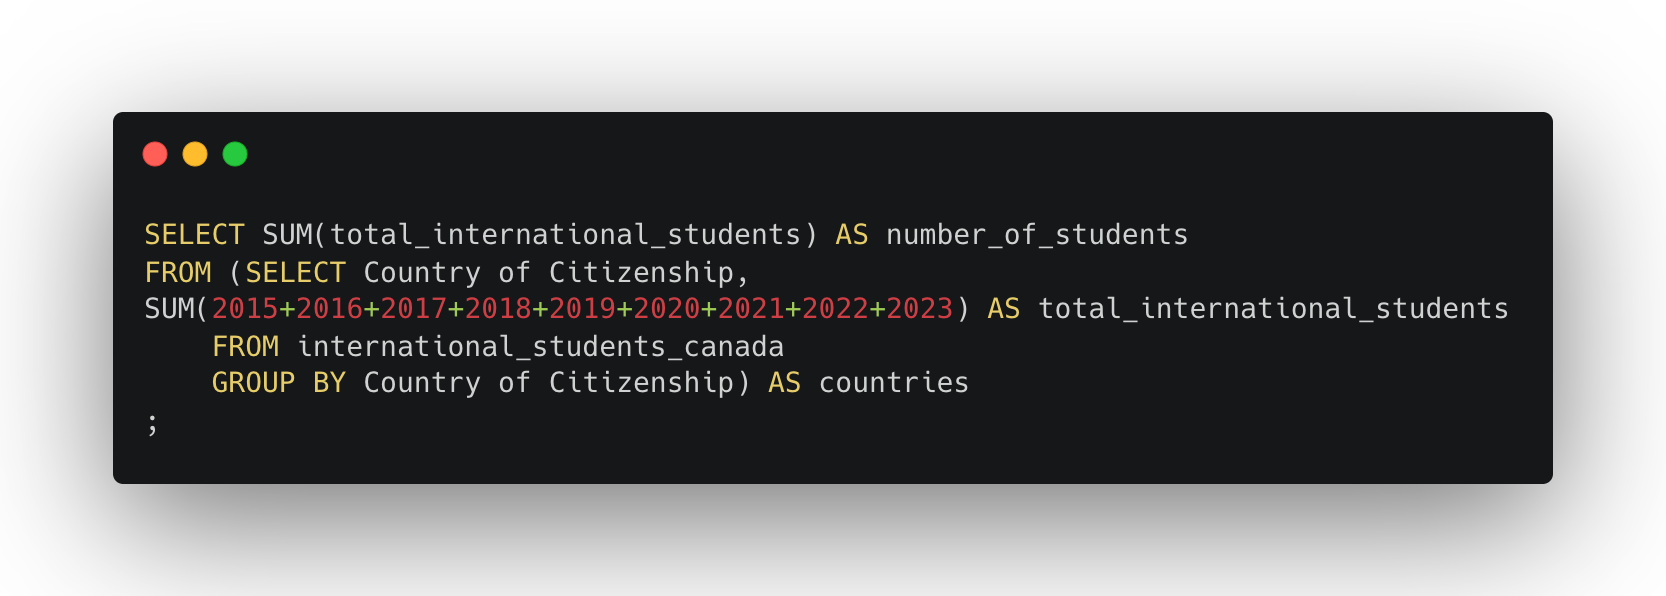 SELECT SUM(total_international_students) AS number_of_students
FROM (SELECT Country of Citizenship,
SUM(2015+2016+2017+2018+2019+2020+2021+2022+2023) AS total_international_students
    FROM international_students_canada
    GROUP BY Country of Citizenship) AS countries
;